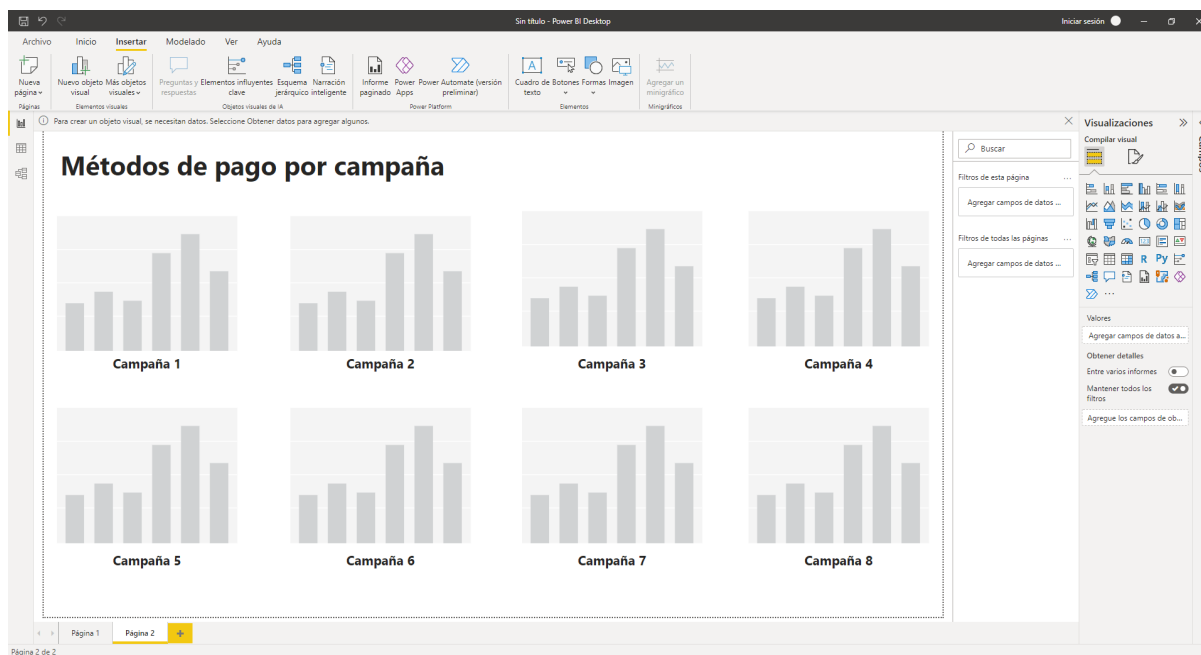 Sin título - Power BI Desktop
Iniciar sesión
Archivo Inicio Insertar Modelado Ver Ayuda
Nueva página
Nuevo objeto visual
Más objetos visuales
Preguntas y respuestas
Elementos influyentes clave
Esquema jerárquico
Narración inteligente
Informe paginado
Power Apps
Power Automate (versión preliminar)
Cuadro de texto
Botones
Formas
Imagen
Agregar un minigráfico
Páginas
Elementos visuales
Objetos visuales de IA
Power Platform
Elementos
Minigráficos
Para crear un objeto visual, se necesitan datos. Seleccione Obtener datos para agregar algunos.
Métodos de pago por campaña
Campaña 1
Campaña 2
Campaña 3
Campaña 4
Campaña 5
Campaña 6
Campaña 7
Campaña 8
Buscar
Filtros de esta página ...
Agregar campos de datos ...
Filtros de todas las páginas ...
Agregar campos de datos ...
Visualizaciones
Compilar visual
123
R Py
Valores
Agregar campos de datos a...
Obtener detalles
Entre varios informes
Mantener todos los
filtros
Agregue los campos de ob...
Página 1
Página 2
Página 2 de 2